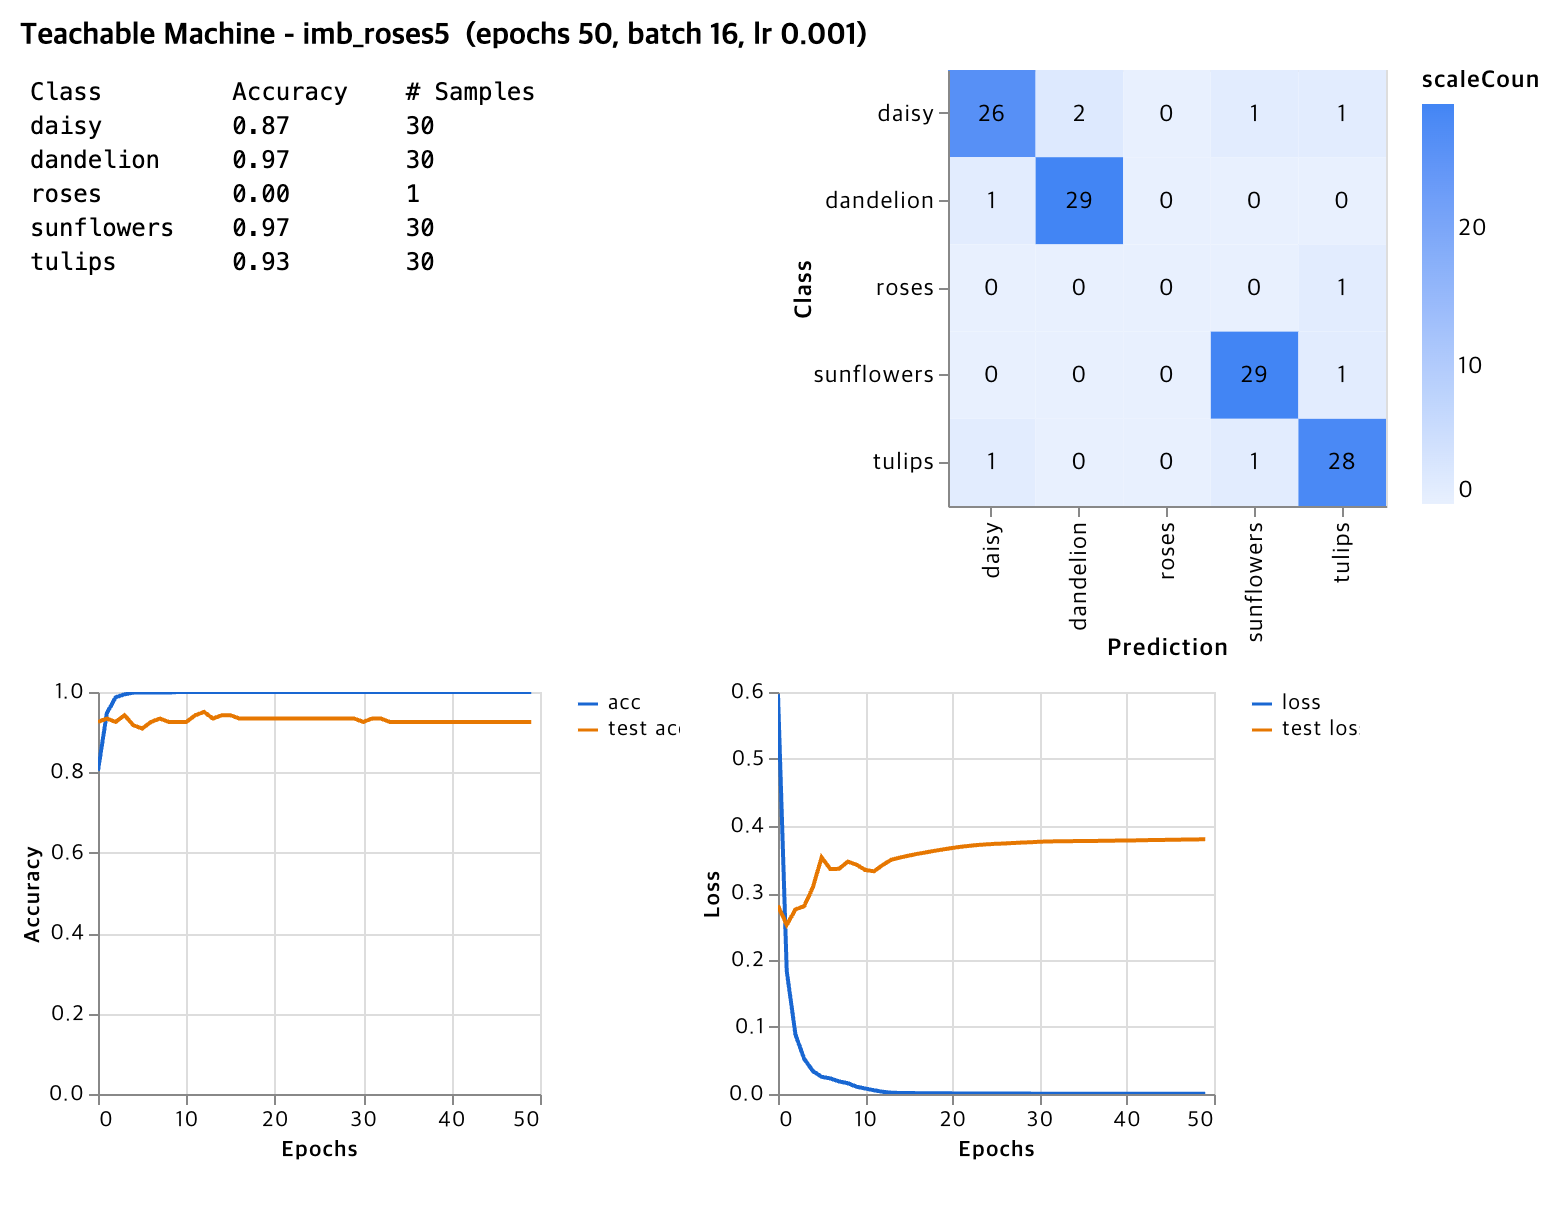 Teachable Machine - imb_roses5  (epochs 50, batch 16, lr 0.001)
Class Accuracy # Samples
daisy 0.87 30
dandelion 0.97 30
roses 0.00 1
sunflowers 0.97 30
tulips 0.93 30
scaleCoun
daisy 26 2 0 1 1
dandelion 1 29 0 0 0
roses 0 0 0 0 1
sunflowers 0 0 0 29 1
tulips 1 0 0 1 28
Class
daisy dandelion roses sunflowers tulips
Prediction
20
10
0
1.0
0.8
0.6
0.4
0.2
0.0
Accuracy
0 10 20 30 40 50
Epochs
acc
test acc
0.6
0.5
0.4
0.3
0.2
0.1
0.0
Loss
0 10 20 30 40 50
Epochs
loss
test los